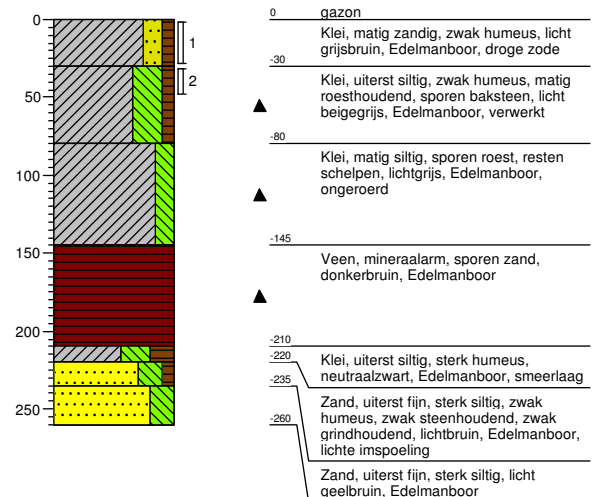 0
50
100
150
200
250
1
2
0
gazon
Klei, matig zandig, zwak humeus, licht
grijsbruin, Edelmanboor, droge zode
-30
Klei, uiterst siltig, zwak humeus, matig
roesthoudend, sporen baksteen, licht
beigegrijs, Edelmanboor, verwerkt
-80
Klei, matig siltig, sporen roest, resten
schelpen, lichtgrijs, Edelmanboor,
ongeroerd
-145
Veen, mineraalarm, sporen zand,
donkerbruin, Edelmanboor
-210
Klei, uiterst siltig, sterk humeus,
neutraalzwart, Edelmanboor, smeerlaag
-220
Zand, uiterst fijn, sterk siltig, zwak
humeus, zwak steenhoudend, zwak
grindhoudend, lichtbruin, Edelmanboor,
lichte imspoeling
-235
Zand, uiterst fijn, sterk siltig, licht
geelbruin, Edelmanboor
-260